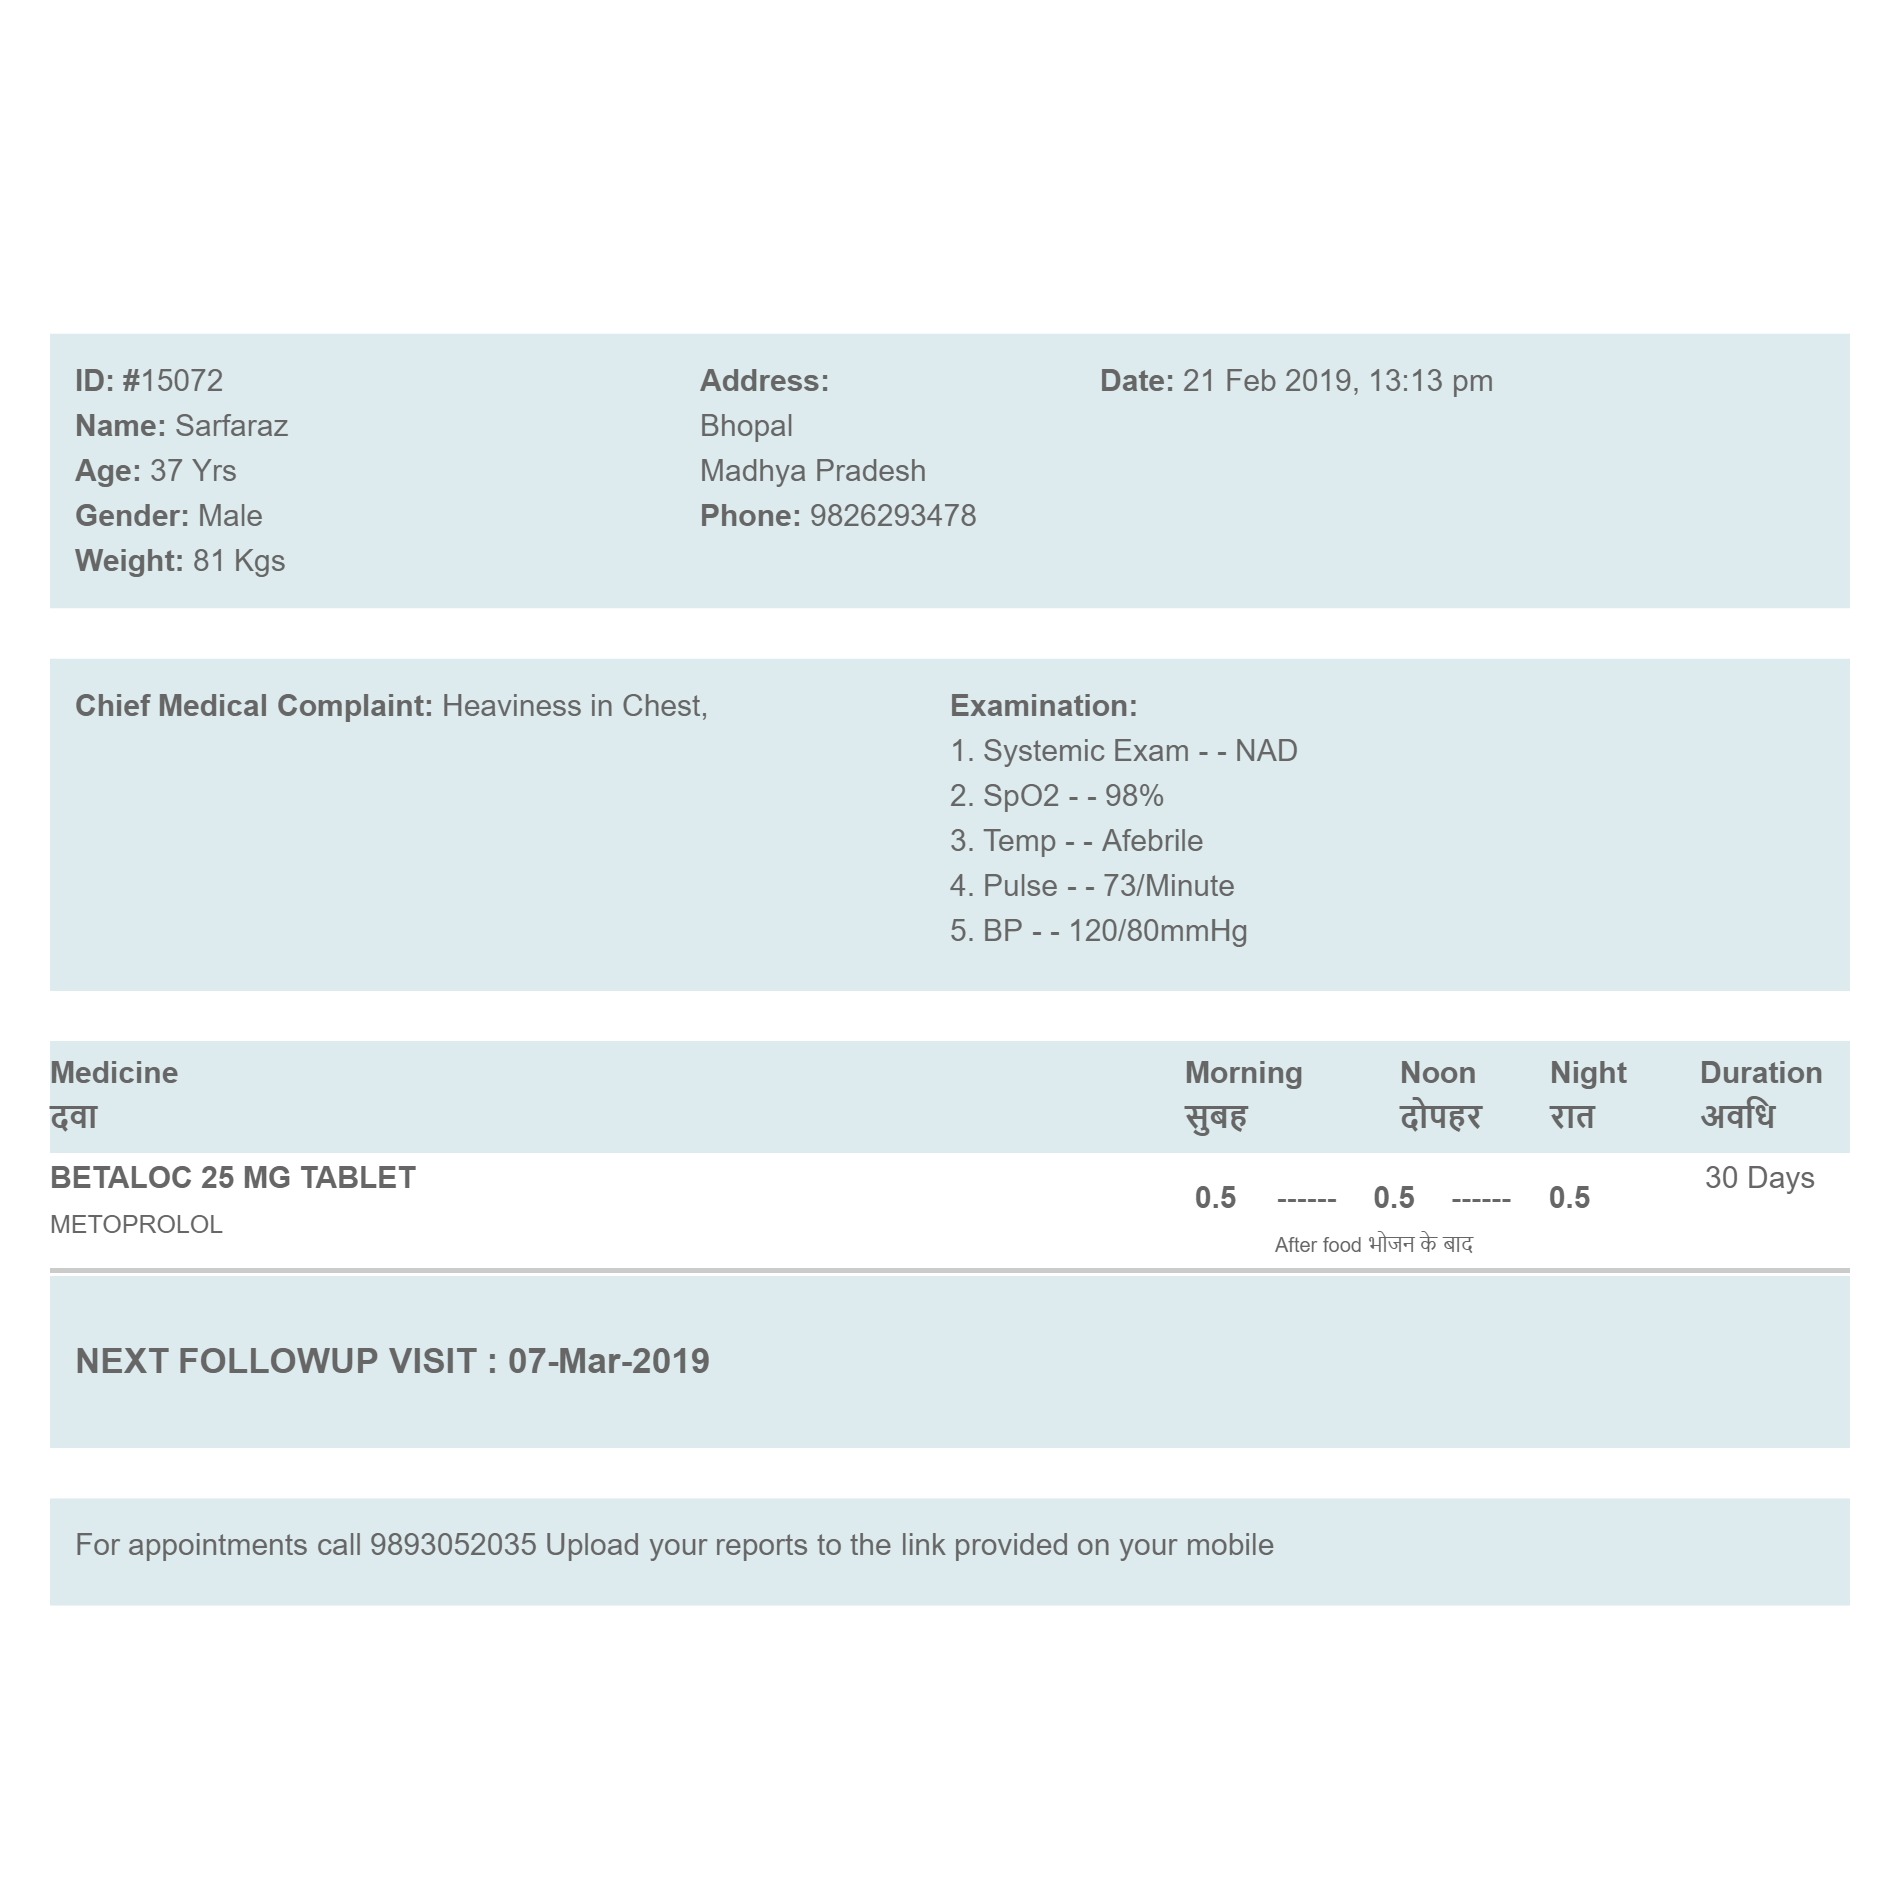 ID: #15072
Name: Sarfaraz
Age: 37 Yrs
Gender: Male
Weight: 81 Kgs
Address:
Bhopal
Madhya Pradesh
Phone: 9826293478
Date: 21 Feb 2019, 13:13 pm
Chief Medical Complaint: Heaviness in Chest,
Examination:
1. Systemic Exam - - NAD
2. SpO2 - - 98%
3. Temp - - Afebrile
4. Pulse - - 73/Minute
5. BP - - 120/80mmHg
Medicine Morning Noon Night Duration
दवा सुबह दोपहर रात अवधि
BETALOC 25 MG TABLET 0.5 ------ 0.5 ------ 0.5 30 Days
METOPROLOL
After food भोजन के बाद
NEXT FOLLOWUP VISIT : 07-Mar-2019
For appointments call 9893052035 Upload your reports to the link provided on your mobile